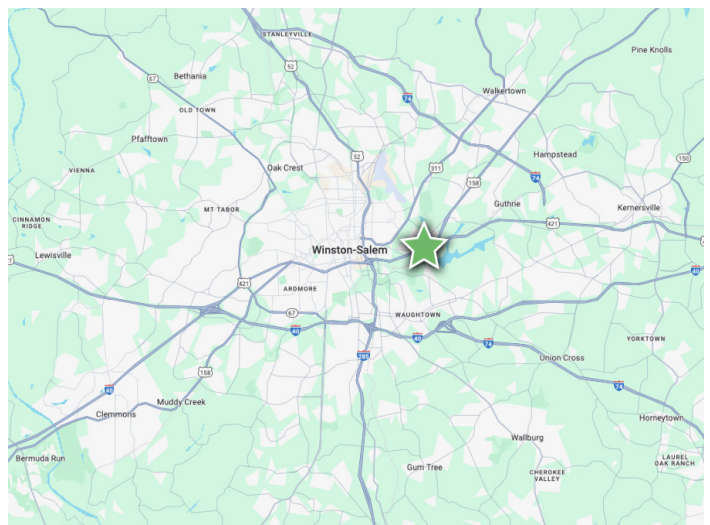 STANLEYVILLE
Pine Knolls
52
67
Bethania
Walkertown
74
OLD TOWN
Pfafftown
52
Hampstead
150
Oak Crest
311
VIENNA
74
158
Guthrie
MT TABOR
Kernersville
CINNAMON
RIDGE
421
Winston-Salem
Lewisville
421
21
40
ARDMORE
67
WAUGHTOWN
40
40
YORKTOWN
74
285
Union Cross
158
74
40
Muddy Creek
Clemmons
Horneytown
Wallburg
Bermuda Run
LAUREL
OAK RANCH
Gum Tree
CHEROKEE
VALLEY